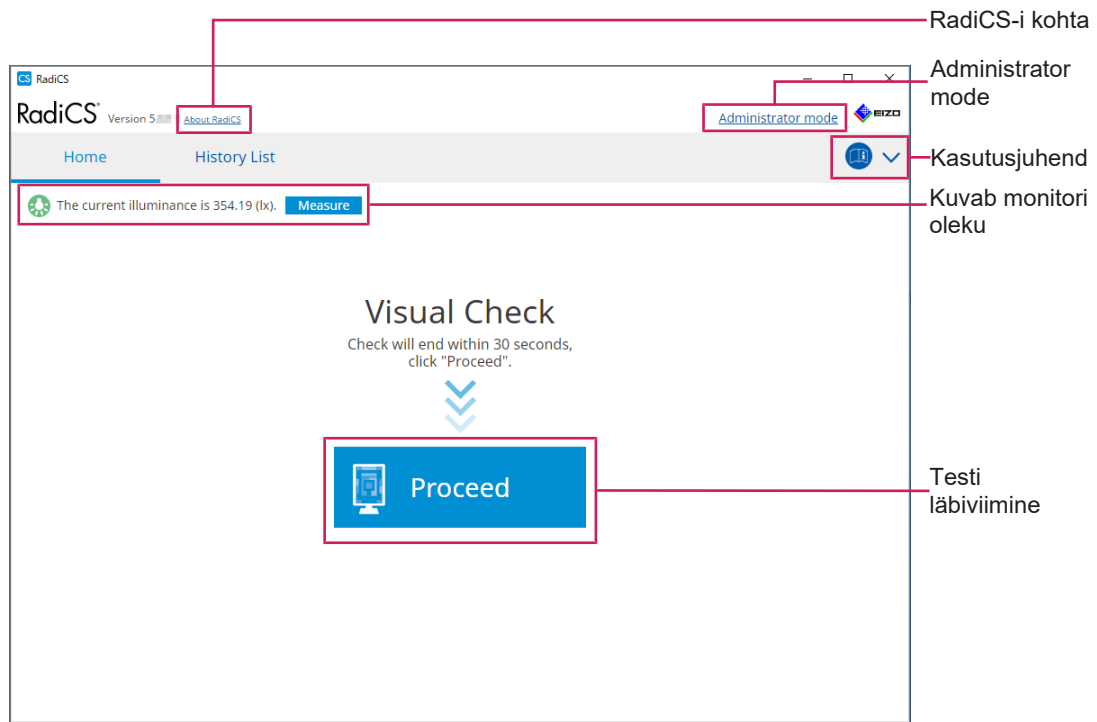 RadiCS-i kohta
RadiCS
Administrator
mode
RadiCS® Version 5. About RadiCS
Administrator mode
EIZO
Home
History List
Kasutusjuhend
The current illuminance is 354.19 (lx).
Measure
Kuvab monitori
oleku
Visual Check
Check will end within 30 seconds,
click "Proceed".
Proceed
Testi
läbiviimine